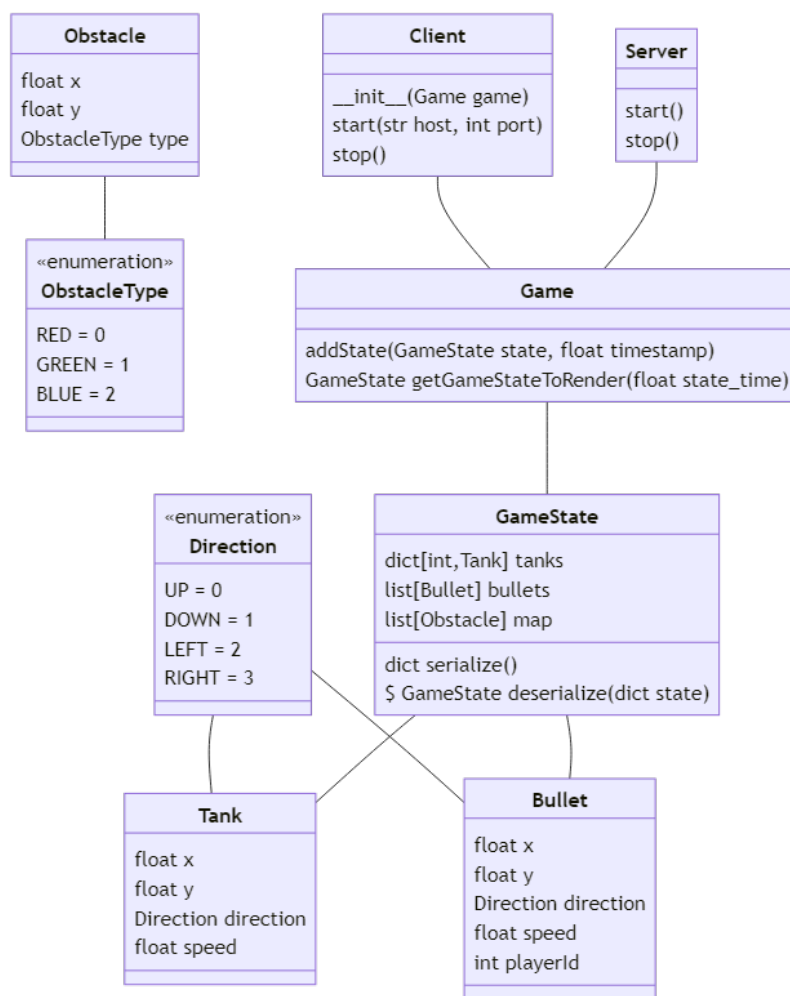 Obstacle
float x
float y
ObstacleType type
Client
__init__(Game game)
start(str host, int port)
stop()
Server
start()
stop()
«enumeration»
ObstacleType
RED = 0
GREEN = 1
BLUE = 2
Game
addState(GameState state, float timestamp)
GameState getGameStateToRender(float state_time)
«enumeration»
Direction
UP = 0
DOWN = 1
LEFT = 2
RIGHT = 3
GameState
dict[int,Tank] tanks
list[Bullet] bullets
list[Obstacle] map
dict serialize()
$ GameState deserialize(dict state)
Tank
float x
float y
Direction direction
float speed
Bullet
float x
float y
Direction direction
float speed
int playerId